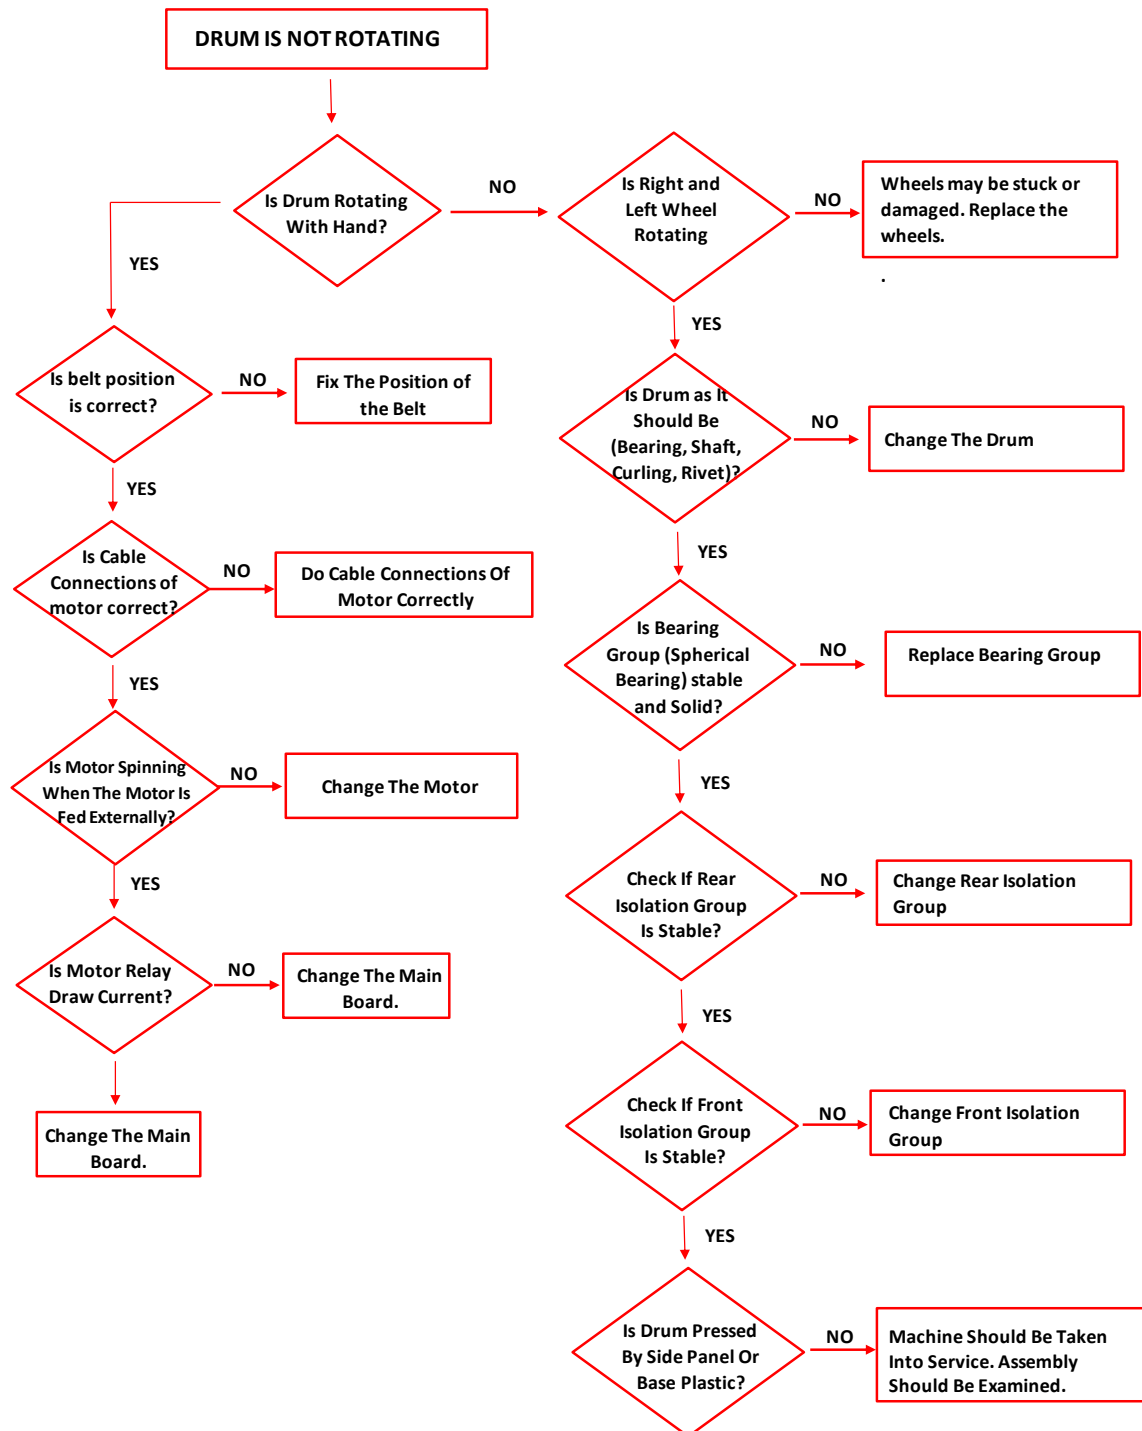 DRUM IS NOT ROTATING
Is Drum Rotating
With Hand?
NO
Is Right and
Left Wheel
Rotating
NO
Wheels may be stuck or
damaged. Replace the
wheels.
.
YES
YES
Is belt position
is correct?
NO
Fix The Position of
the Belt
Is Drum as It
Should Be
(Bearing, Shaft,
Curling, Rivet)?
NO
Change The Drum
YES
YES
Is Cable
Connections of
motor correct?
NO
Do Cable Connections Of
Motor Correctly
Is Bearing
Group (Spherical
Bearing) stable
and Solid?
NO
Replace Bearing Group
YES
YES
Is Motor Spinning
When The Motor Is
Fed Externally?
NO
Change The Motor
YES
Check If Rear
Isolation Group
Is Stable?
NO
Change Rear Isolation
Group
Is Motor Relay
Draw Current?
NO
Change The Main
Board.
YES
Change The Main
Board.
Check If Front
Isolation Group
Is Stable?
NO
Change Front Isolation
Group
YES
Is Drum Pressed
By Side Panel Or
Base Plastic?
NO
Machine Should Be Taken
Into Service. Assembly
Should Be Examined.